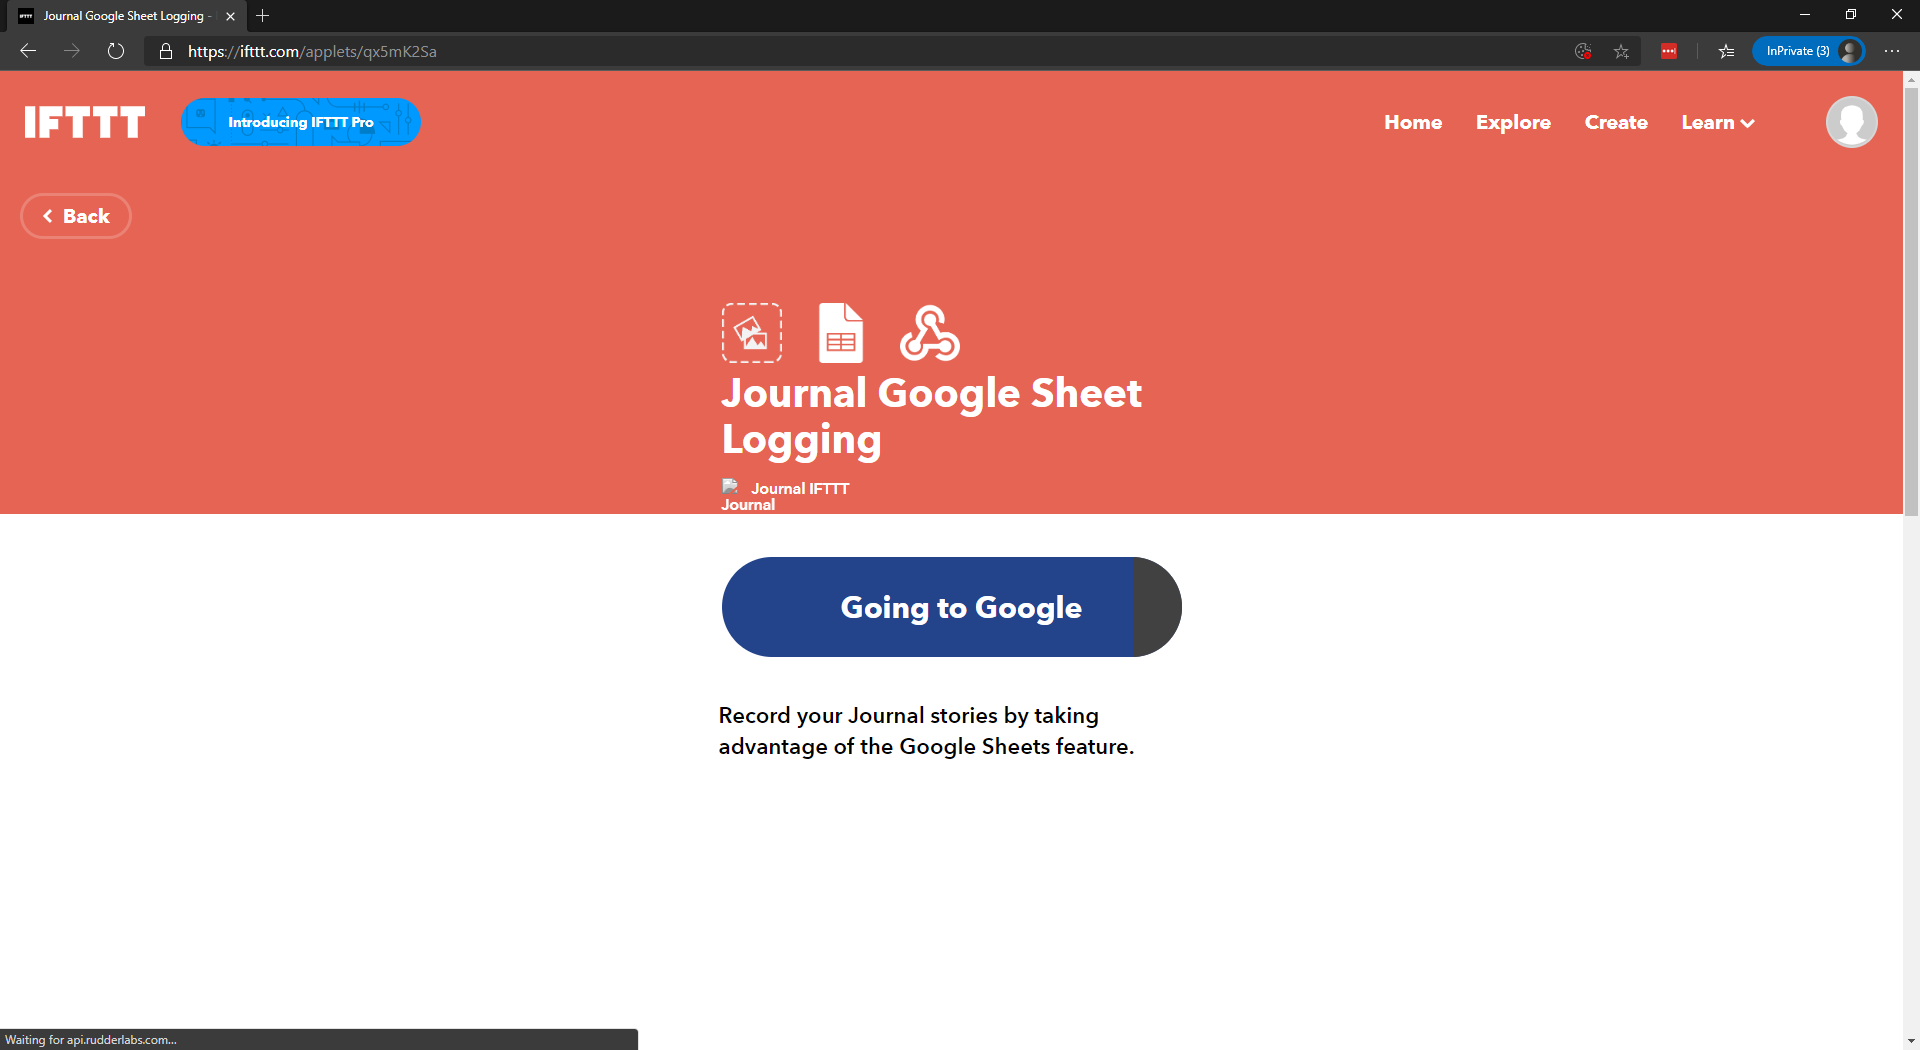 Journal Google Sheet Logging -
https://ifttt.com/applets/qx5mK2Sa
InPrivate (3)
IFTTT
Introducing IFTTT Pro
Home
Explore
Create
Learn
Back
Journal Google Sheet
Logging
Journal IFTTT
Journal
Going to Google
Record your Journal stories by taking
advantage of the Google Sheets feature.
Waiting for api.rudderlabs.com...